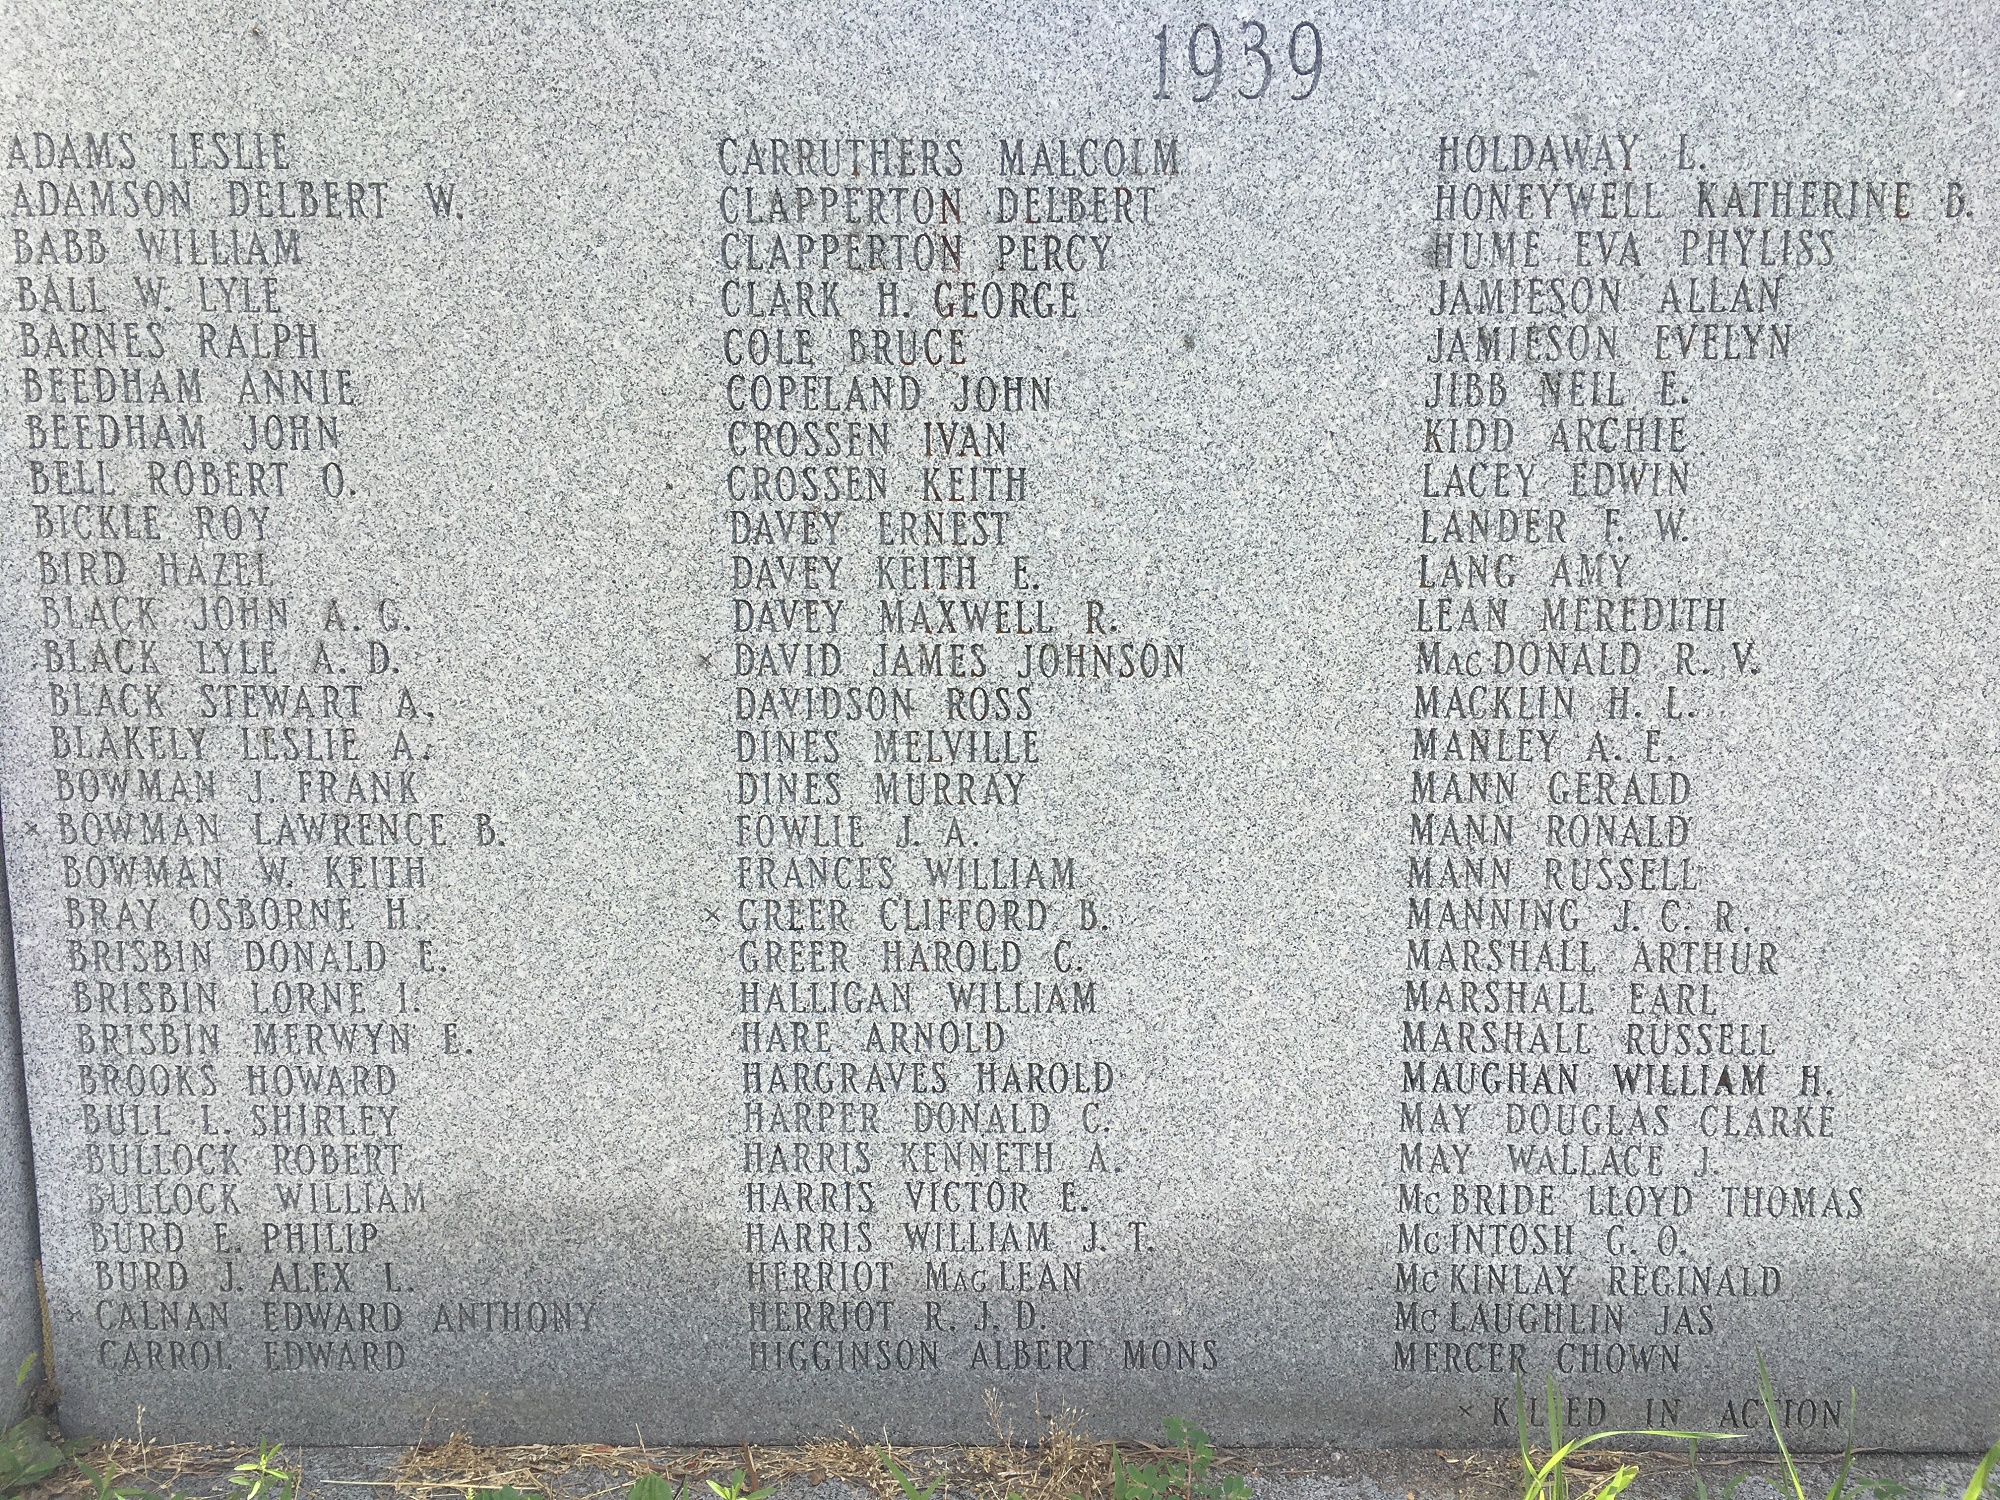 1939
ADAMS LESLIE
ADAMSON DELBERT W.
BABB WILLIAM
BALL W. LYLE
BARNES RALPH
BEEDHAM ANNIE
BEEDHAM JOHN
BELL ROBERT O.
BICKLE ROY
BIRD HAZEL
BLACK JOHN A. G.
BLACK LYLE A. D.
BLACK STEWART A.
BLAKELY LESLIE A.
BOWMAN J. FRANK
× BOWMAN LAWRENCE B.
BOWMAN W. KEITH
BRAY OSBORNE H.
BRISBIN DONALD E.
BRISBIN LORNE I.
BRISBIN MERWYN E.
BROOKS HOWARD
BULL L. SHIRLEY
BULLOCK ROBERT
BULLOCK WILLIAM
BURD E. PHILIP
BURD J. ALEX L.
× CALNAN EDWARD ANTHONY
CARROL EDWARD
CARRUTHERS MALCOLM
CLAPPERTON DELBERT
CLAPPERTON PERCY
CLARK H. GEORGE
COLE BRUCE
COPELAND JOHN
CROSSEN IVAN
CROSSEN KEITH
DAVEY ERNEST
DAVEY KEITH E.
DAVEY MAXWELL R.
× DAVID JAMES JOHNSON
DAVIDSON ROSS
DINES MELVILLE
DINES MURRAY
FOWLIE J. A.
FRANCES WILLIAM
× GREER CLIFFORD B.
GREER HAROLD C.
HALLIGAN WILLIAM
HARE ARNOLD
HARGRAVES HAROLD
HARPER DONALD C.
HARRIS KENNETH A.
HARRIS VICTOR E.
HARRIS WILLIAM J. T.
HERRIOT MACLEAN
HERRIOT R. J. D.
HIGGINSON ALBERT MONS
HOLDAWAY L.
HONEYWELL KATHERINE B.
HUME EVA PHYLISS
JAMIESON ALLAN
JAMIESON EVELYN
JIBB NEIL E.
KIDD ARCHIE
LACEY EDWIN
LANDER F. W.
LANG AMY
LEAN MEREDITH
MACDONALD R. V.
MACKLIN H. L.
MANLEY A. E.
MANN GERALD
MANN RONALD
MANN RUSSELL
MANNING J. C. R.
MARSHALL ARTHUR
MARSHALL EARL
MARSHALL RUSSELL
MAUGHAN WILLIAM H.
MAY DOUGLAS CLARKE
MAY WALLACE J.
McBRIDE LLOYD THOMAS
McINTOSH G. O.
McKINLAY REGINALD
McLAUGHLIN JAS
MERCER CHOWN
× KILLED IN ACTION